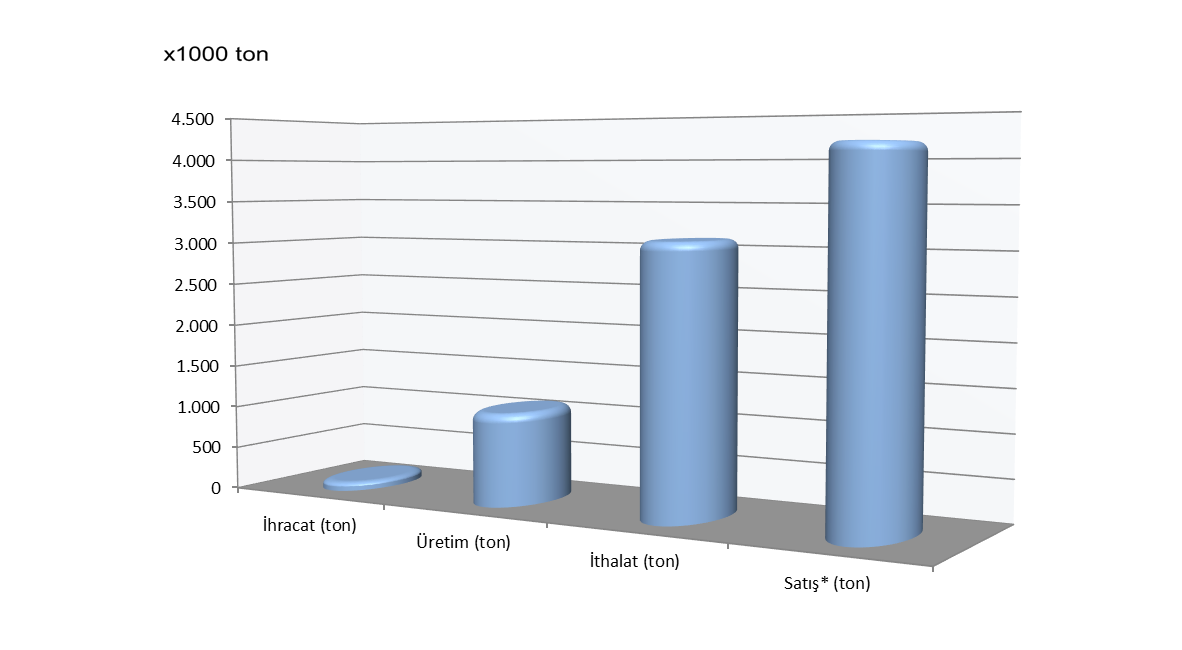 x1000 ton
4.500
4.000
3.500
3.000
2.500
2.000
1.500
1.000
500
0
İhracat (ton)
Üretim (ton)
İthalat (ton)
Satış* (ton)